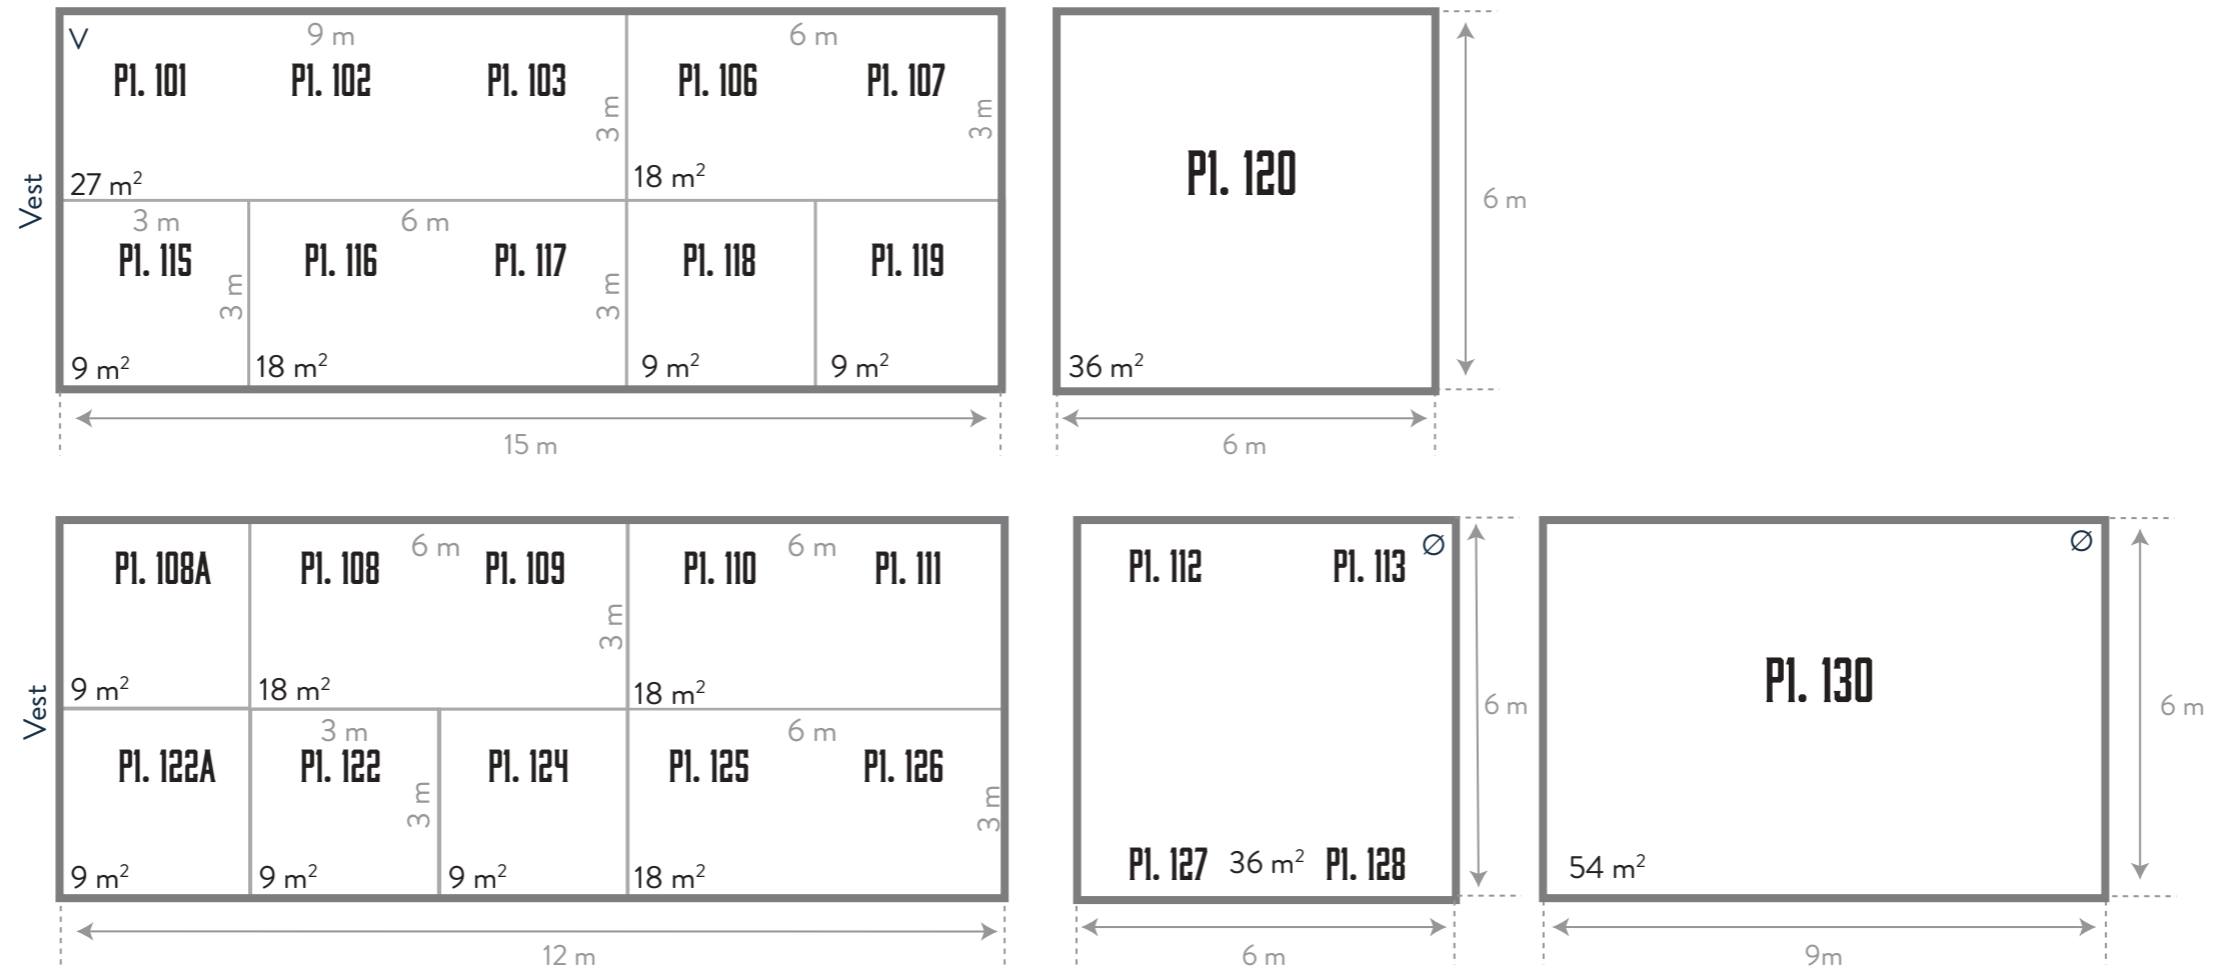 V
9 m
6 m
Pl. 101
Pl. 102
Pl. 103
Pl. 106
Pl. 107
3 m
3 m
27 m²
18 m²
Vest
3 m
6 m
Pl. 115
Pl. 116
Pl. 117
Pl. 118
Pl. 119
3 m
3 m
9 m²
18 m²
9 m²
9 m²
15 m
Pl. 120
6 m
36 m²
6 m
Pl. 108A
Pl. 108
6 m
Pl. 109
Pl. 110
6 m
Pl. 111
3 m
9 m²
18 m²
18 m²
Vest
3 m
6 m
Pl. 122A
Pl. 122
Pl. 124
Pl. 125
Pl. 126
3 m
3 m
9 m²
9 m²
9 m²
18 m²
12 m
Pl. 112
Pl. 113
Ø
6 m
Pl. 127
36 m²
Pl. 128
6 m
Ø
Pl. 130
6 m
54 m²
9m